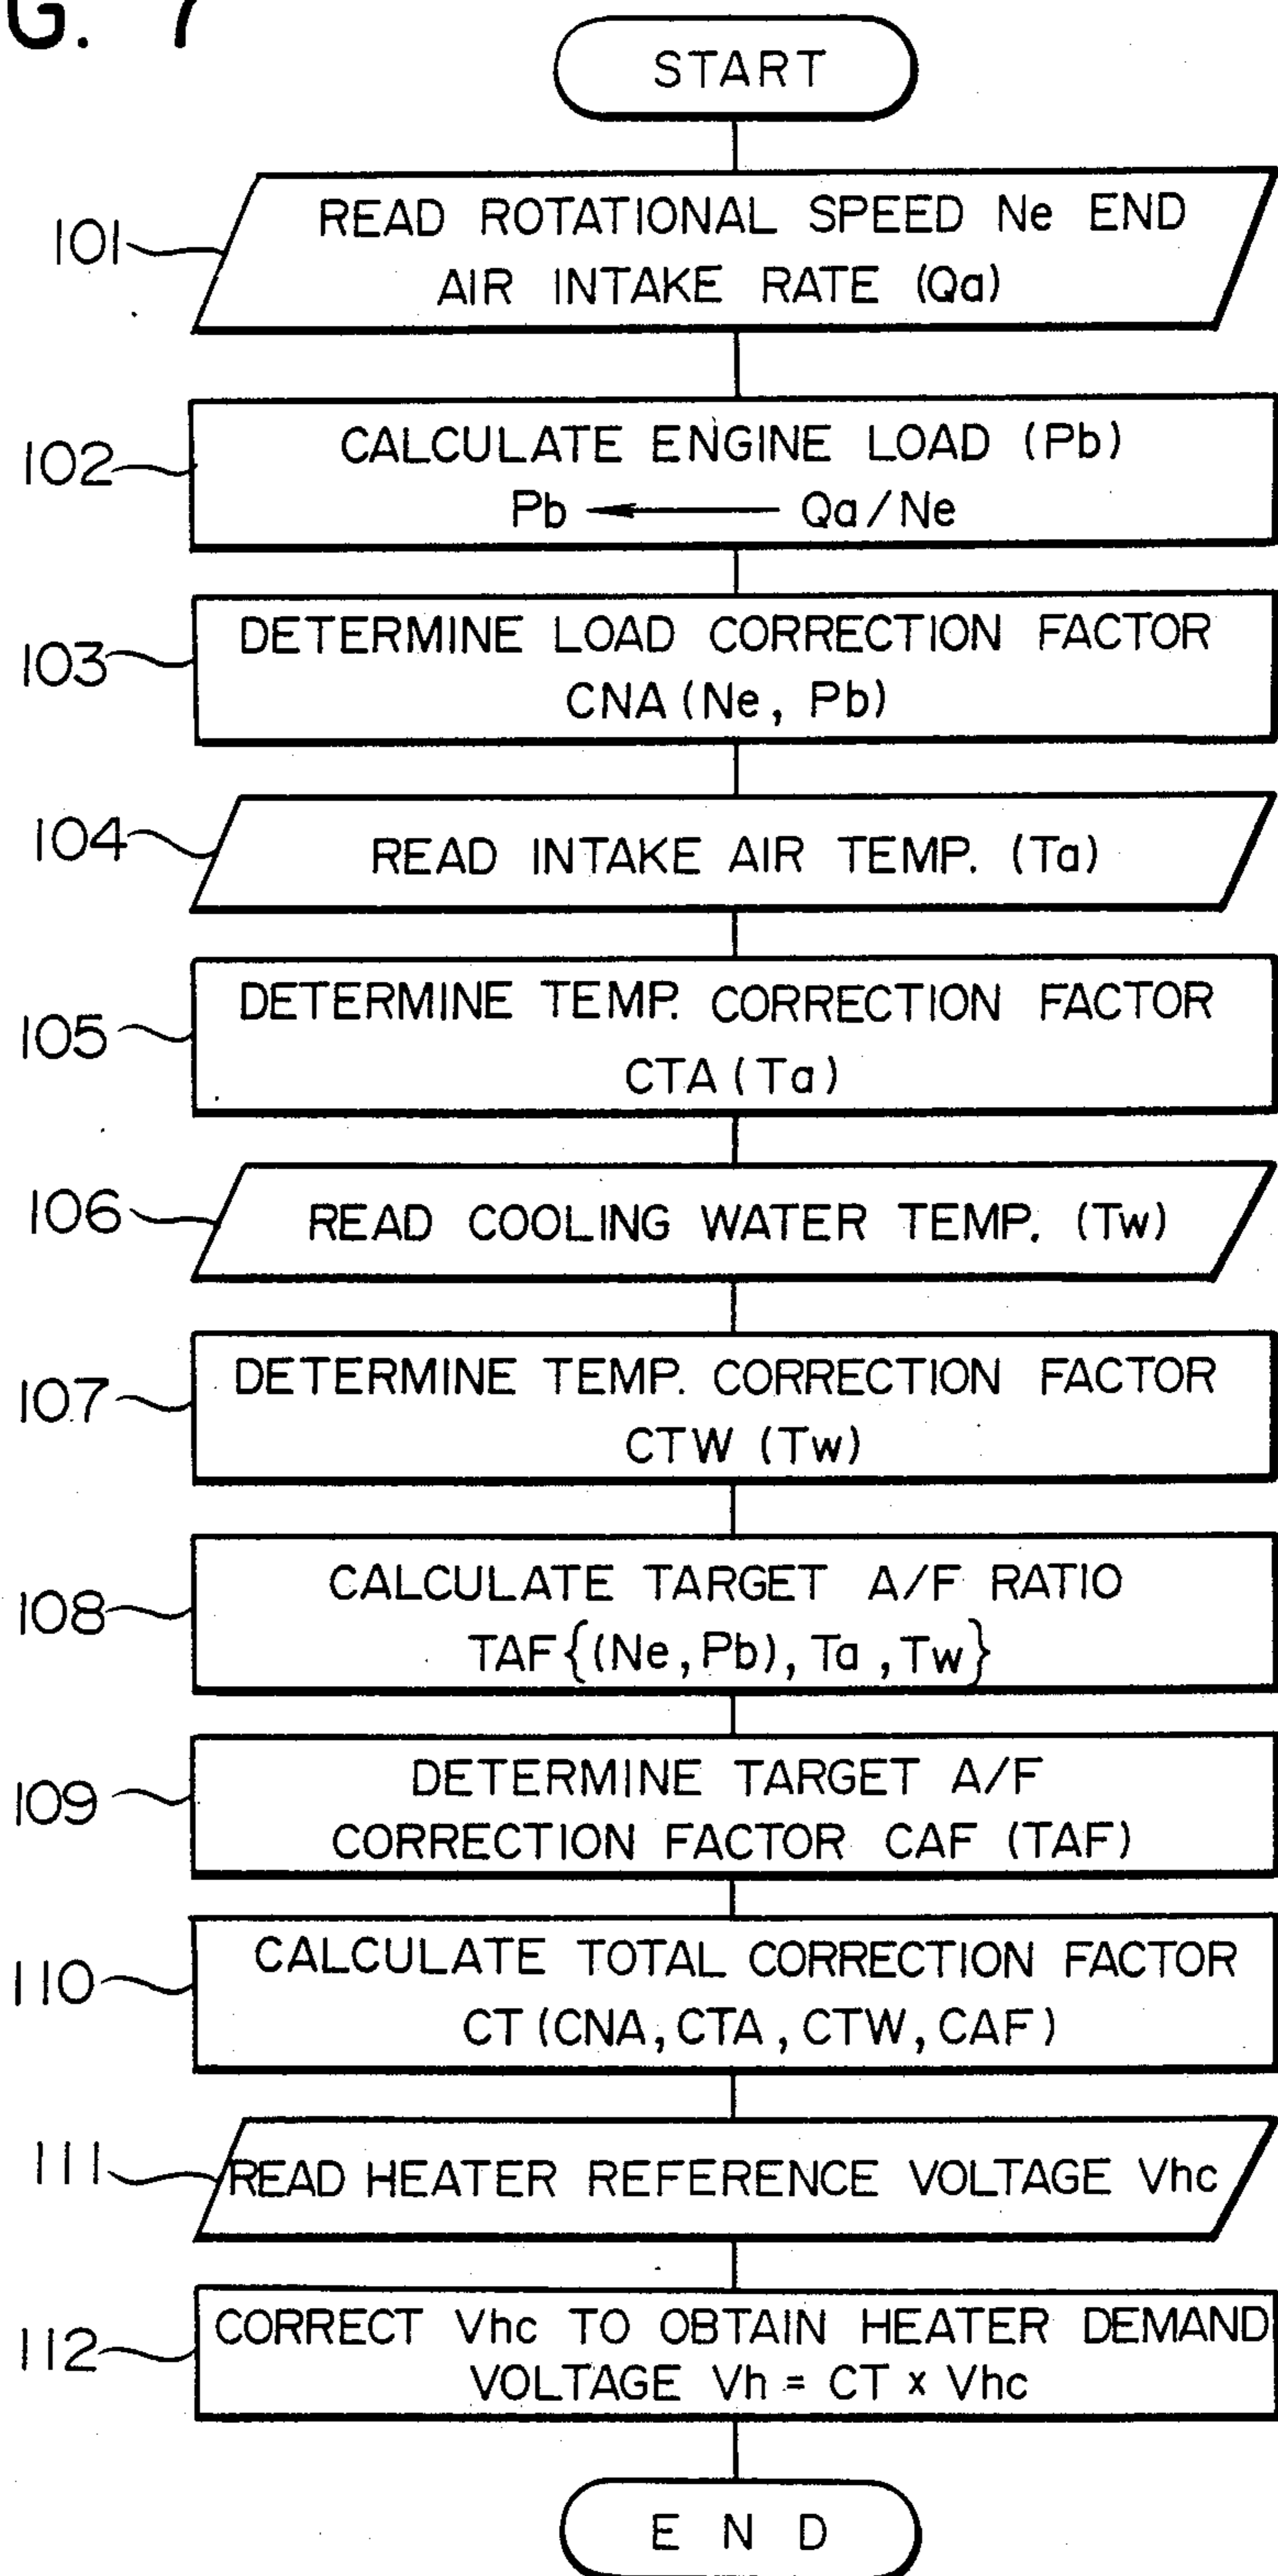 G. 7
START
101
READ ROTATIONAL SPEED Ne END
AIR INTAKE RATE (Qa)
102
CALCULATE ENGINE LOAD (Pb)
Pb ← Qa/Ne
103
DETERMINE LOAD CORRECTION FACTOR
CNA (Ne, Pb)
104
READ INTAKE AIR TEMP. (Ta)
105
DETERMINE TEMP. CORRECTION FACTOR
CTA (Ta)
106
READ COOLING WATER TEMP. (Tw)
107
DETERMINE TEMP. CORRECTION FACTOR
CTW (Tw)
108
CALCULATE TARGET A/F RATIO
TAF{(Ne, Pb), Ta, Tw}
109
DETERMINE TARGET A/F
CORRECTION FACTOR CAF (TAF)
110
CALCULATE TOTAL CORRECTION FACTOR
CT (CNA, CTA, CTW, CAF)
111
READ HEATER REFERENCE VOLTAGE Vhc
112
CORRECT Vhc TO OBTAIN HEATER DEMAND
VOLTAGE Vh = CT x Vhc
END